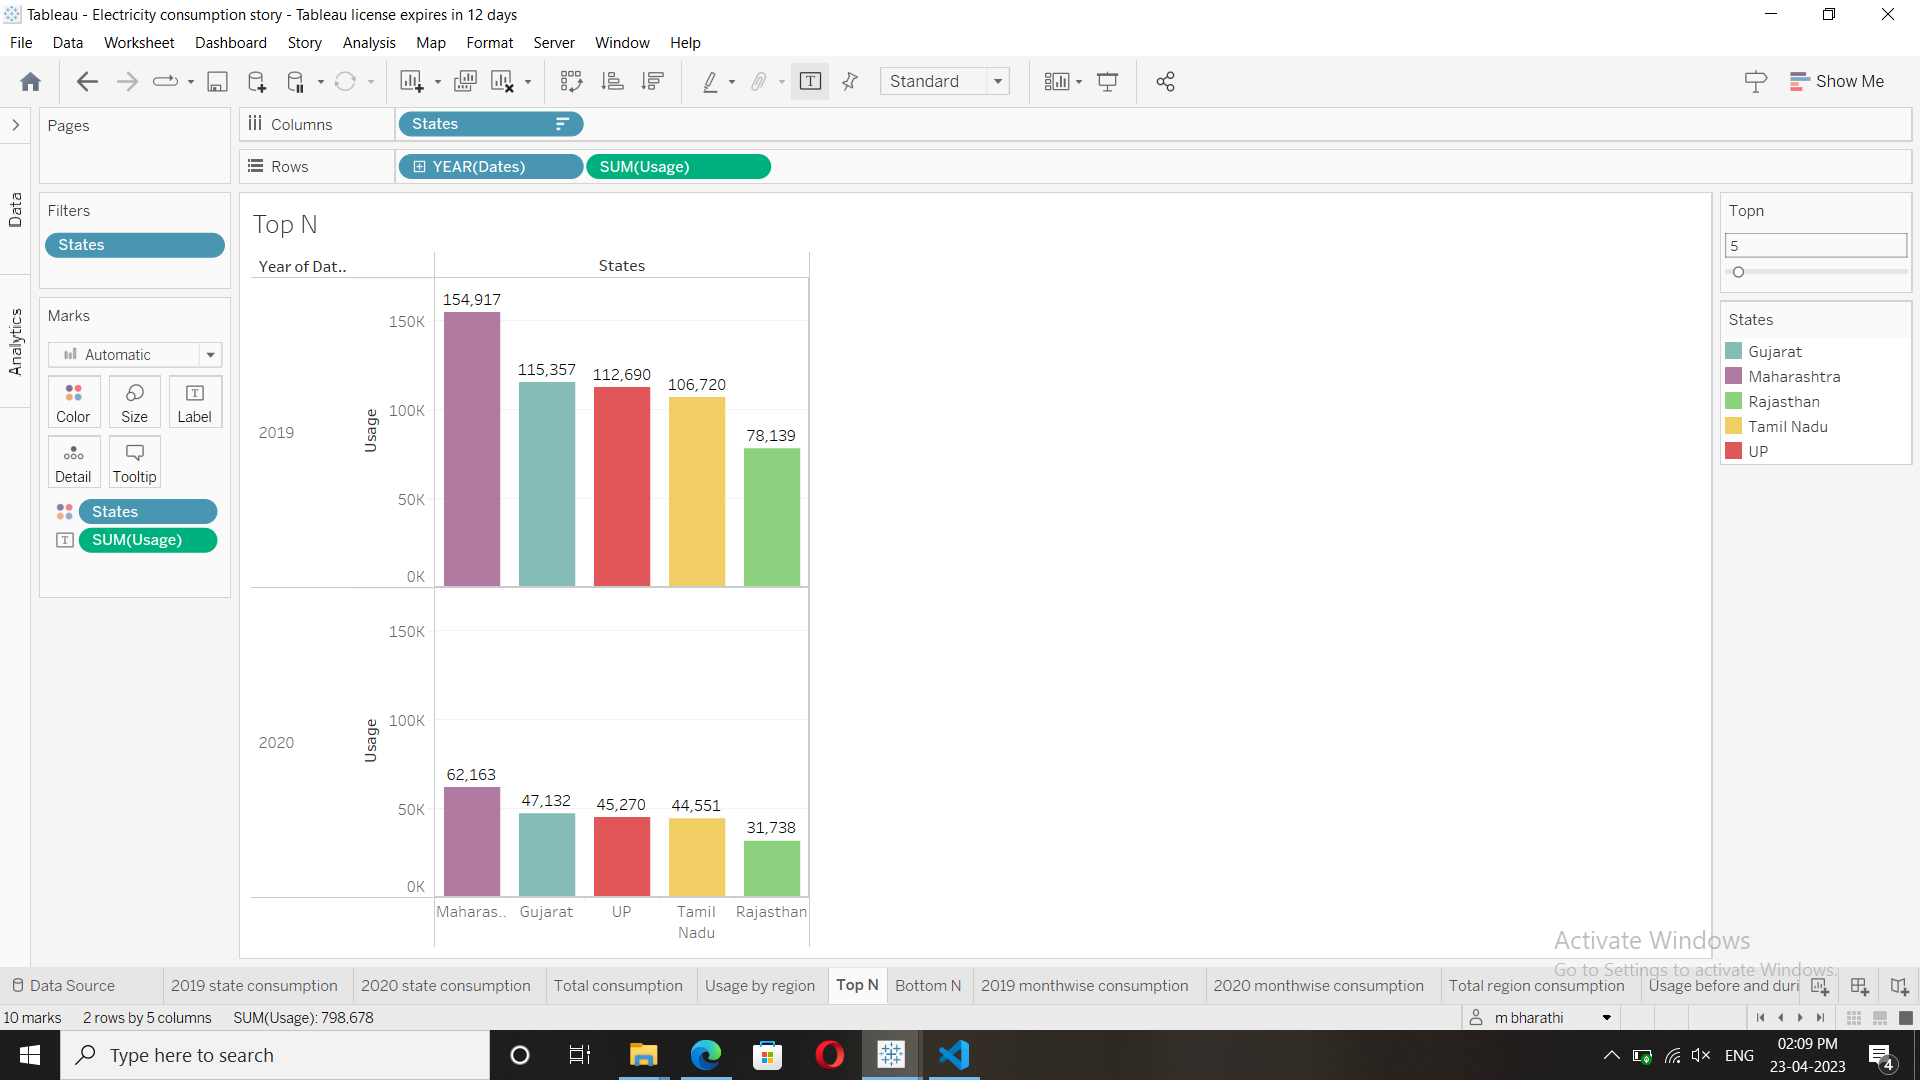 Tableau - Electricity consumption story - Tableau license expires in 12 days
File Data Worksheet Dashboard Story Analysis Map Format Server Window Help
Standard
Show Me
Pages
Columns
States
Rows
YEAR(Dates)
SUM(Usage)
Data
Analytics
Filters
States
Marks
Automatic
Color Size Label
Detail Tooltip
States
SUM(Usage)
Top N
Year of Dat..
States
2019
Usage
150K
100K
50K
0K
154,917
115,357
112,690
106,720
78,139
2020
Usage
150K
100K
50K
0K
62,163
47,132
45,270
44,551
31,738
Maharas.. Gujarat UP Tamil Nadu Rajasthan
Topn
5
States
Gujarat
Maharashtra
Rajasthan
Tamil Nadu
UP
Activate Windows
Go to Settings to activate Windows.
Data Source 2019 state consumption 2020 state consumption Total consumption Usage by region Top N Bottom N 2019 monthwise consumption 2020 monthwise consumption Total region consumption Usage before and duri
10 marks 2 rows by 5 columns SUM(Usage): 798,678
m bharathi
Type here to search
ENG
02:09 PM
23-04-2023
4